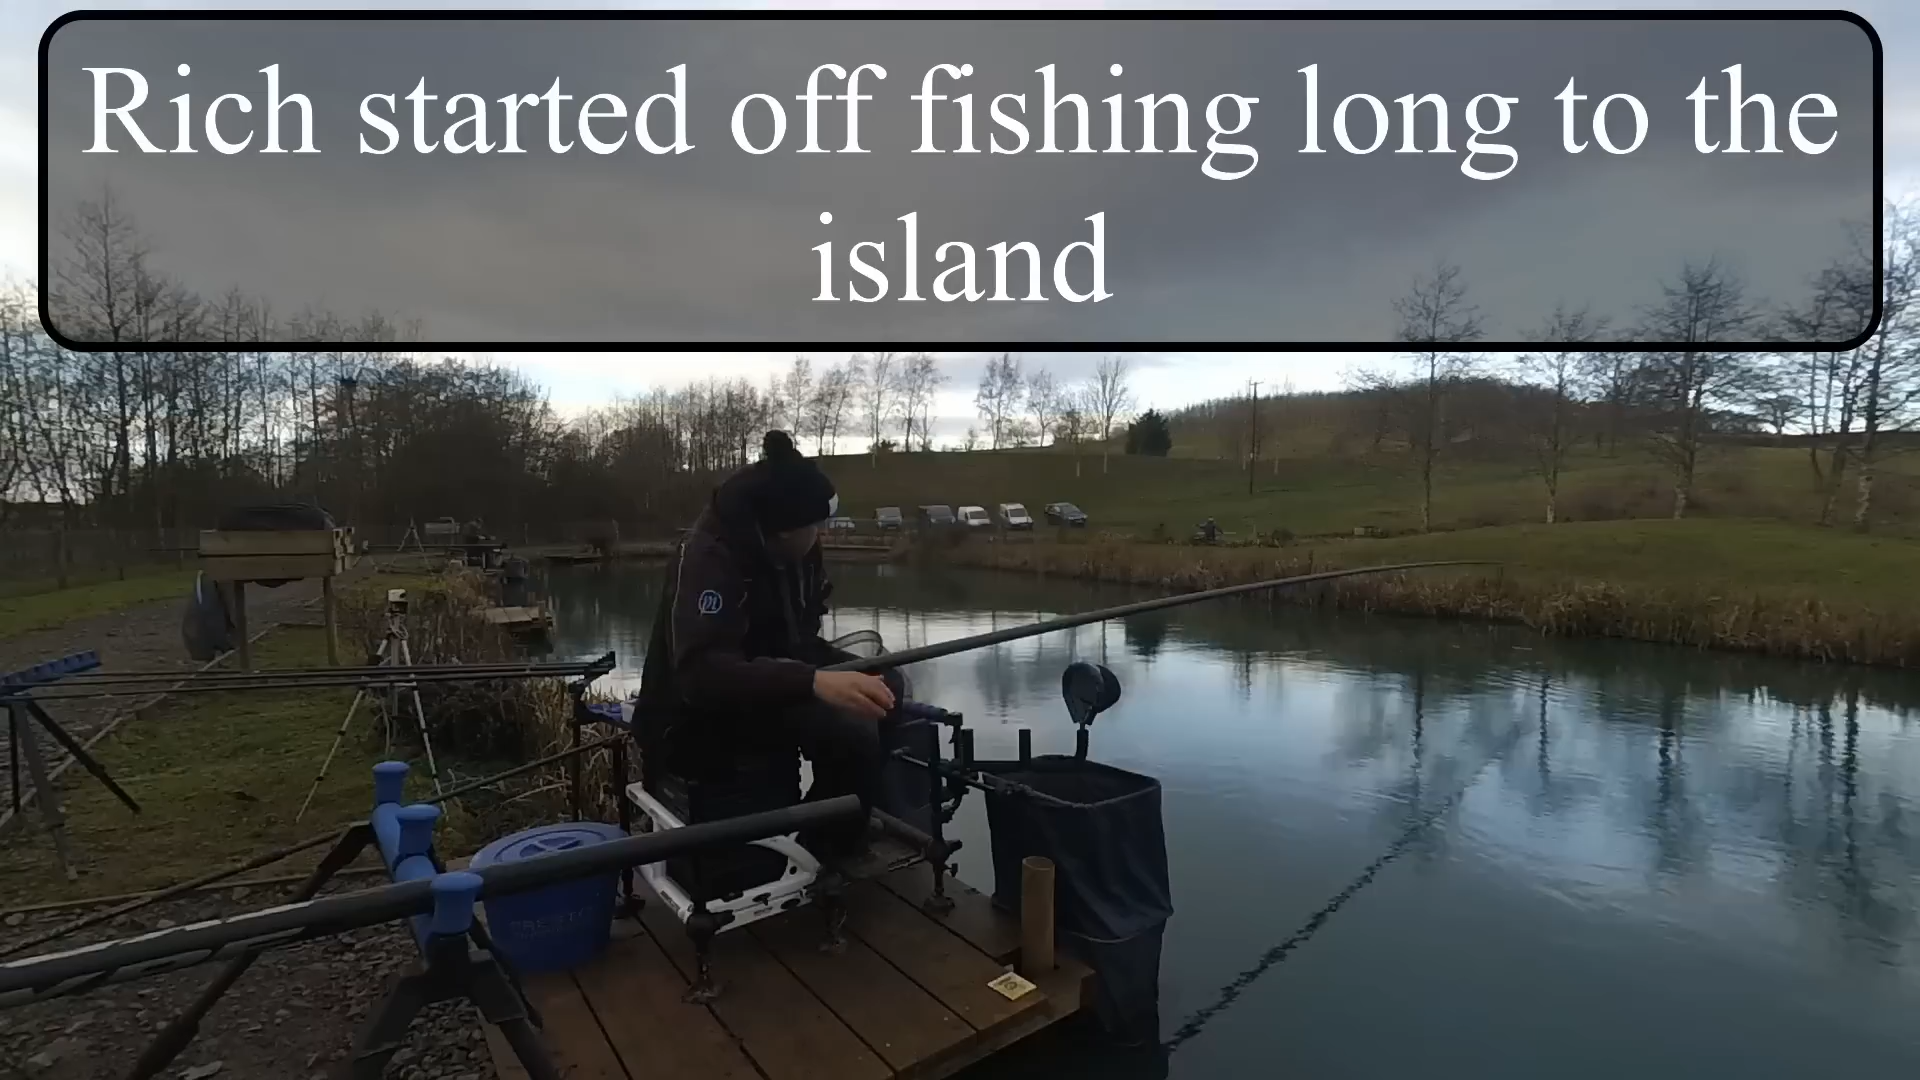 Rich started off fishing long to the
island